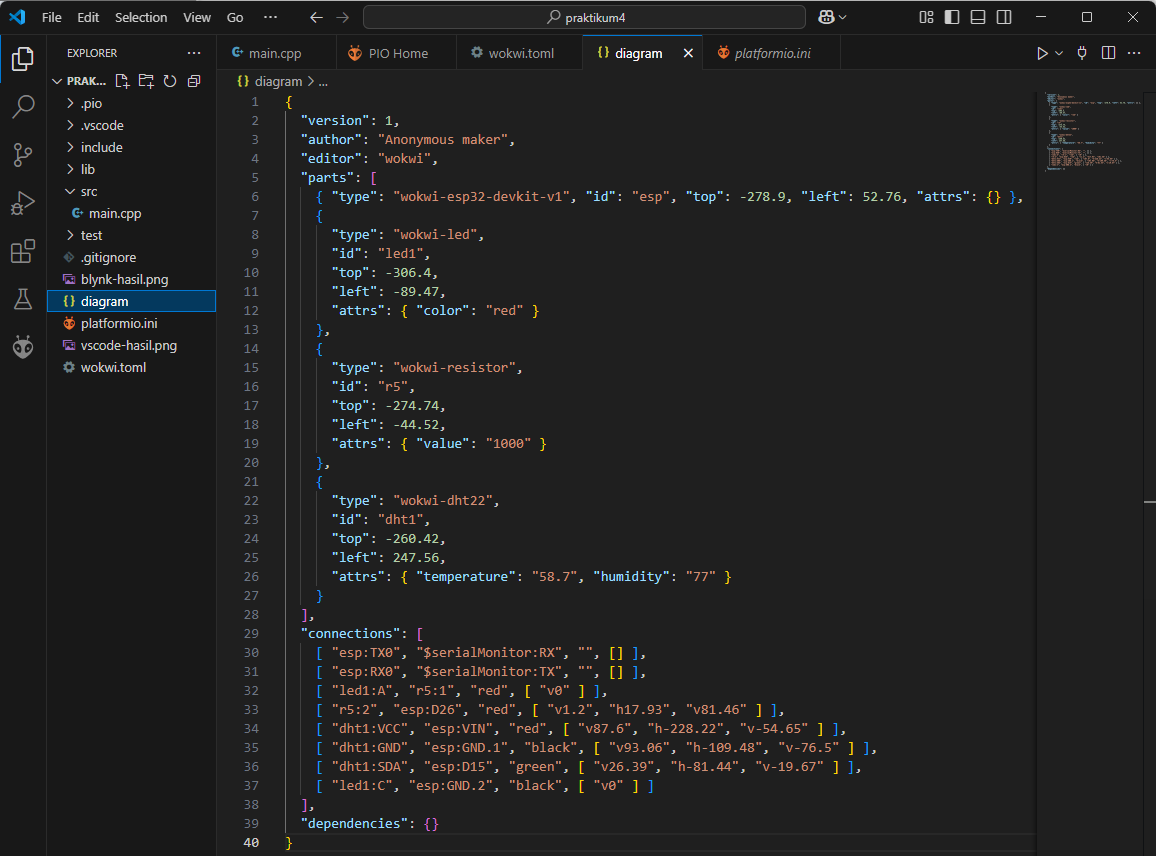 File Edit Selection View Go ··· praktikum4
EXPLORER ···
main.cpp PIO Home wokwi.toml {} diagram platformio.ini ···
PRAK...
.pio
.vscode
include
lib
src
main.cpp
test
.gitignore
blynk-hasil.png
{} diagram
platformio.ini
vscode-hasil.png
wokwi.toml
{} diagram > ...
1 {
2 "version": 1,
3 "author": "Anonymous maker",
4 "editor": "wokwi",
5 "parts": [
6 { "type": "wokwi-esp32-devkit-v1", "id": "esp", "top": -278.9, "left": 52.76, "attrs": {} },
7 {
8 "type": "wokwi-led",
9 "id": "led1",
10 "top": -306.4,
11 "left": -89.47,
12 "attrs": { "color": "red" }
13 },
14 {
15 "type": "wokwi-resistor",
16 "id": "r5",
17 "top": -274.74,
18 "left": -44.52,
19 "attrs": { "value": "1000" }
20 },
21 {
22 "type": "wokwi-dht22",
23 "id": "dht1",
24 "top": -260.42,
25 "left": 247.56,
26 "attrs": { "temperature": "58.7", "humidity": "77" }
27 }
28 ],
29 "connections": [
30 [ "esp:TX0", "$serialMonitor:RX", "", [] ],
31 [ "esp:RX0", "$serialMonitor:TX", "", [] ],
32 [ "led1:A", "r5:1", "red", [ "v0" ] ],
33 [ "r5:2", "esp:D26", "red", [ "v1.2", "h17.93", "v81.46" ] ],
34 [ "dht1:VCC", "esp:VIN", "red", [ "v87.6", "h-228.22", "v-54.65" ] ],
35 [ "dht1:GND", "esp:GND.1", "black", [ "v93.06", "h-109.48", "v-76.5" ] ],
36 [ "dht1:SDA", "esp:D15", "green", [ "v26.39", "h-81.44", "v-19.67" ] ],
37 [ "led1:C", "esp:GND.2", "black", [ "v0" ] ]
38 ],
39 "dependencies": {}
40 }